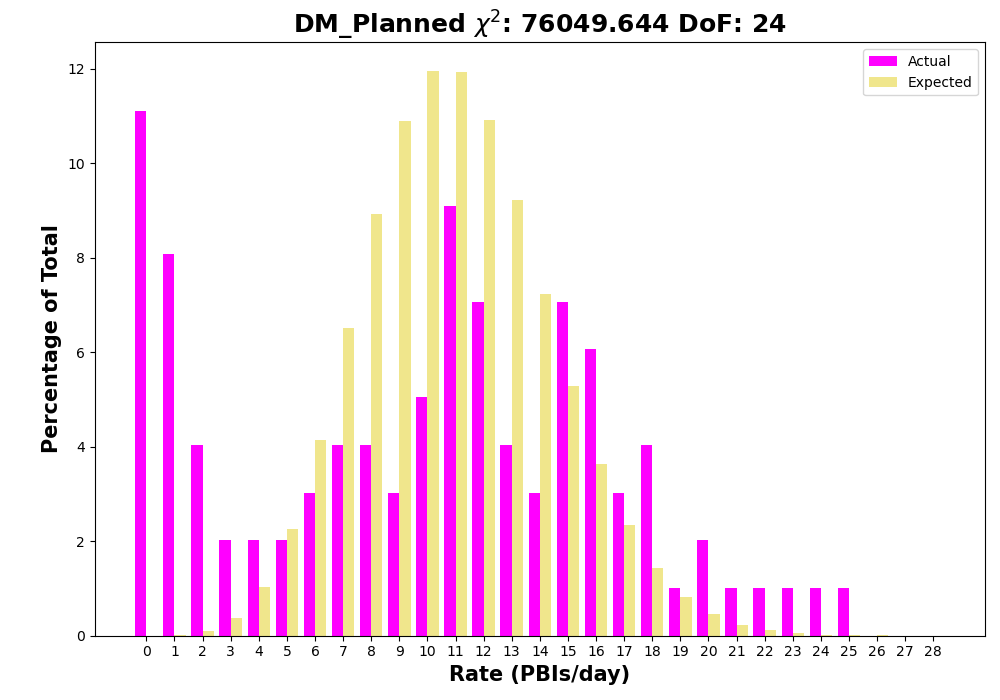 DM_Planned χ²: 76049.644 DoF: 24
Actual
Expected
Percentage of Total
12
10
8
6
4
2
0
0 1 2 3 4 5 6 7 8 9 10 11 12 13 14 15 16 17 18 19 20 21 22 23 24 25 26 27 28
Rate (PBIs/day)